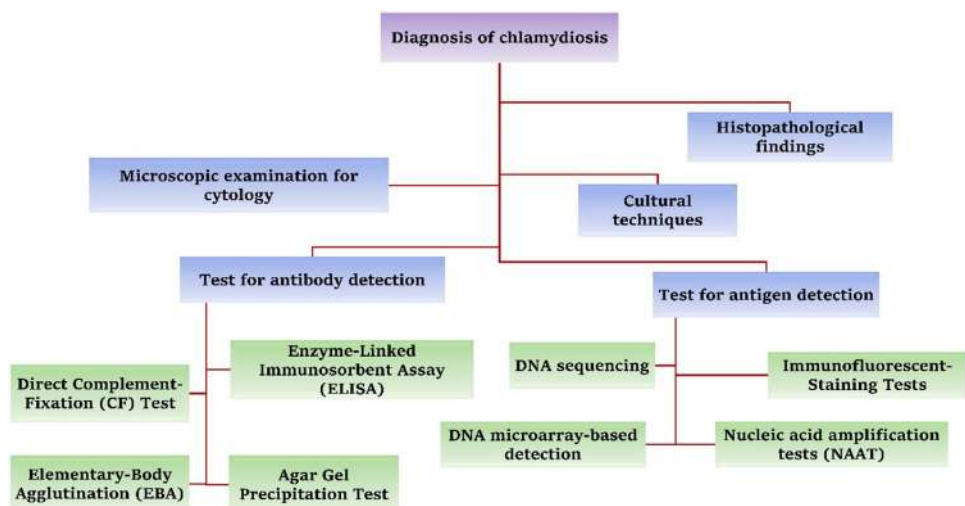 Diagnosis of chlamydiosis
Histopathological
findings
Microscopic examination for
cytology
Cultural
techniques
Test for antibody detection
Test for antigen detection
Enzyme-Linked
Immunosorbent Assay
(ELISA)
Direct Complement-
Fixation (CF) Test
Elementary-Body
Agglutination (EBA)
Agar Gel
Precipitation Test
DNA sequencing
Immunofluorescent-
Staining Tests
DNA microarray-based
detection
Nucleic acid amplification
tests (NAAT)